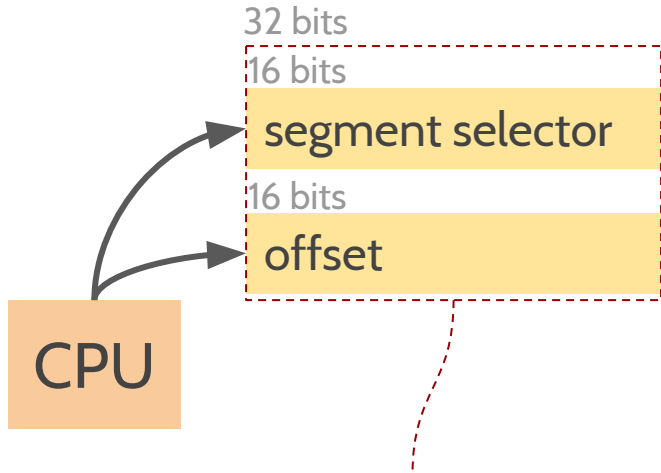 32 bits
16 bits
segment selector
16 bits
offset
CPU